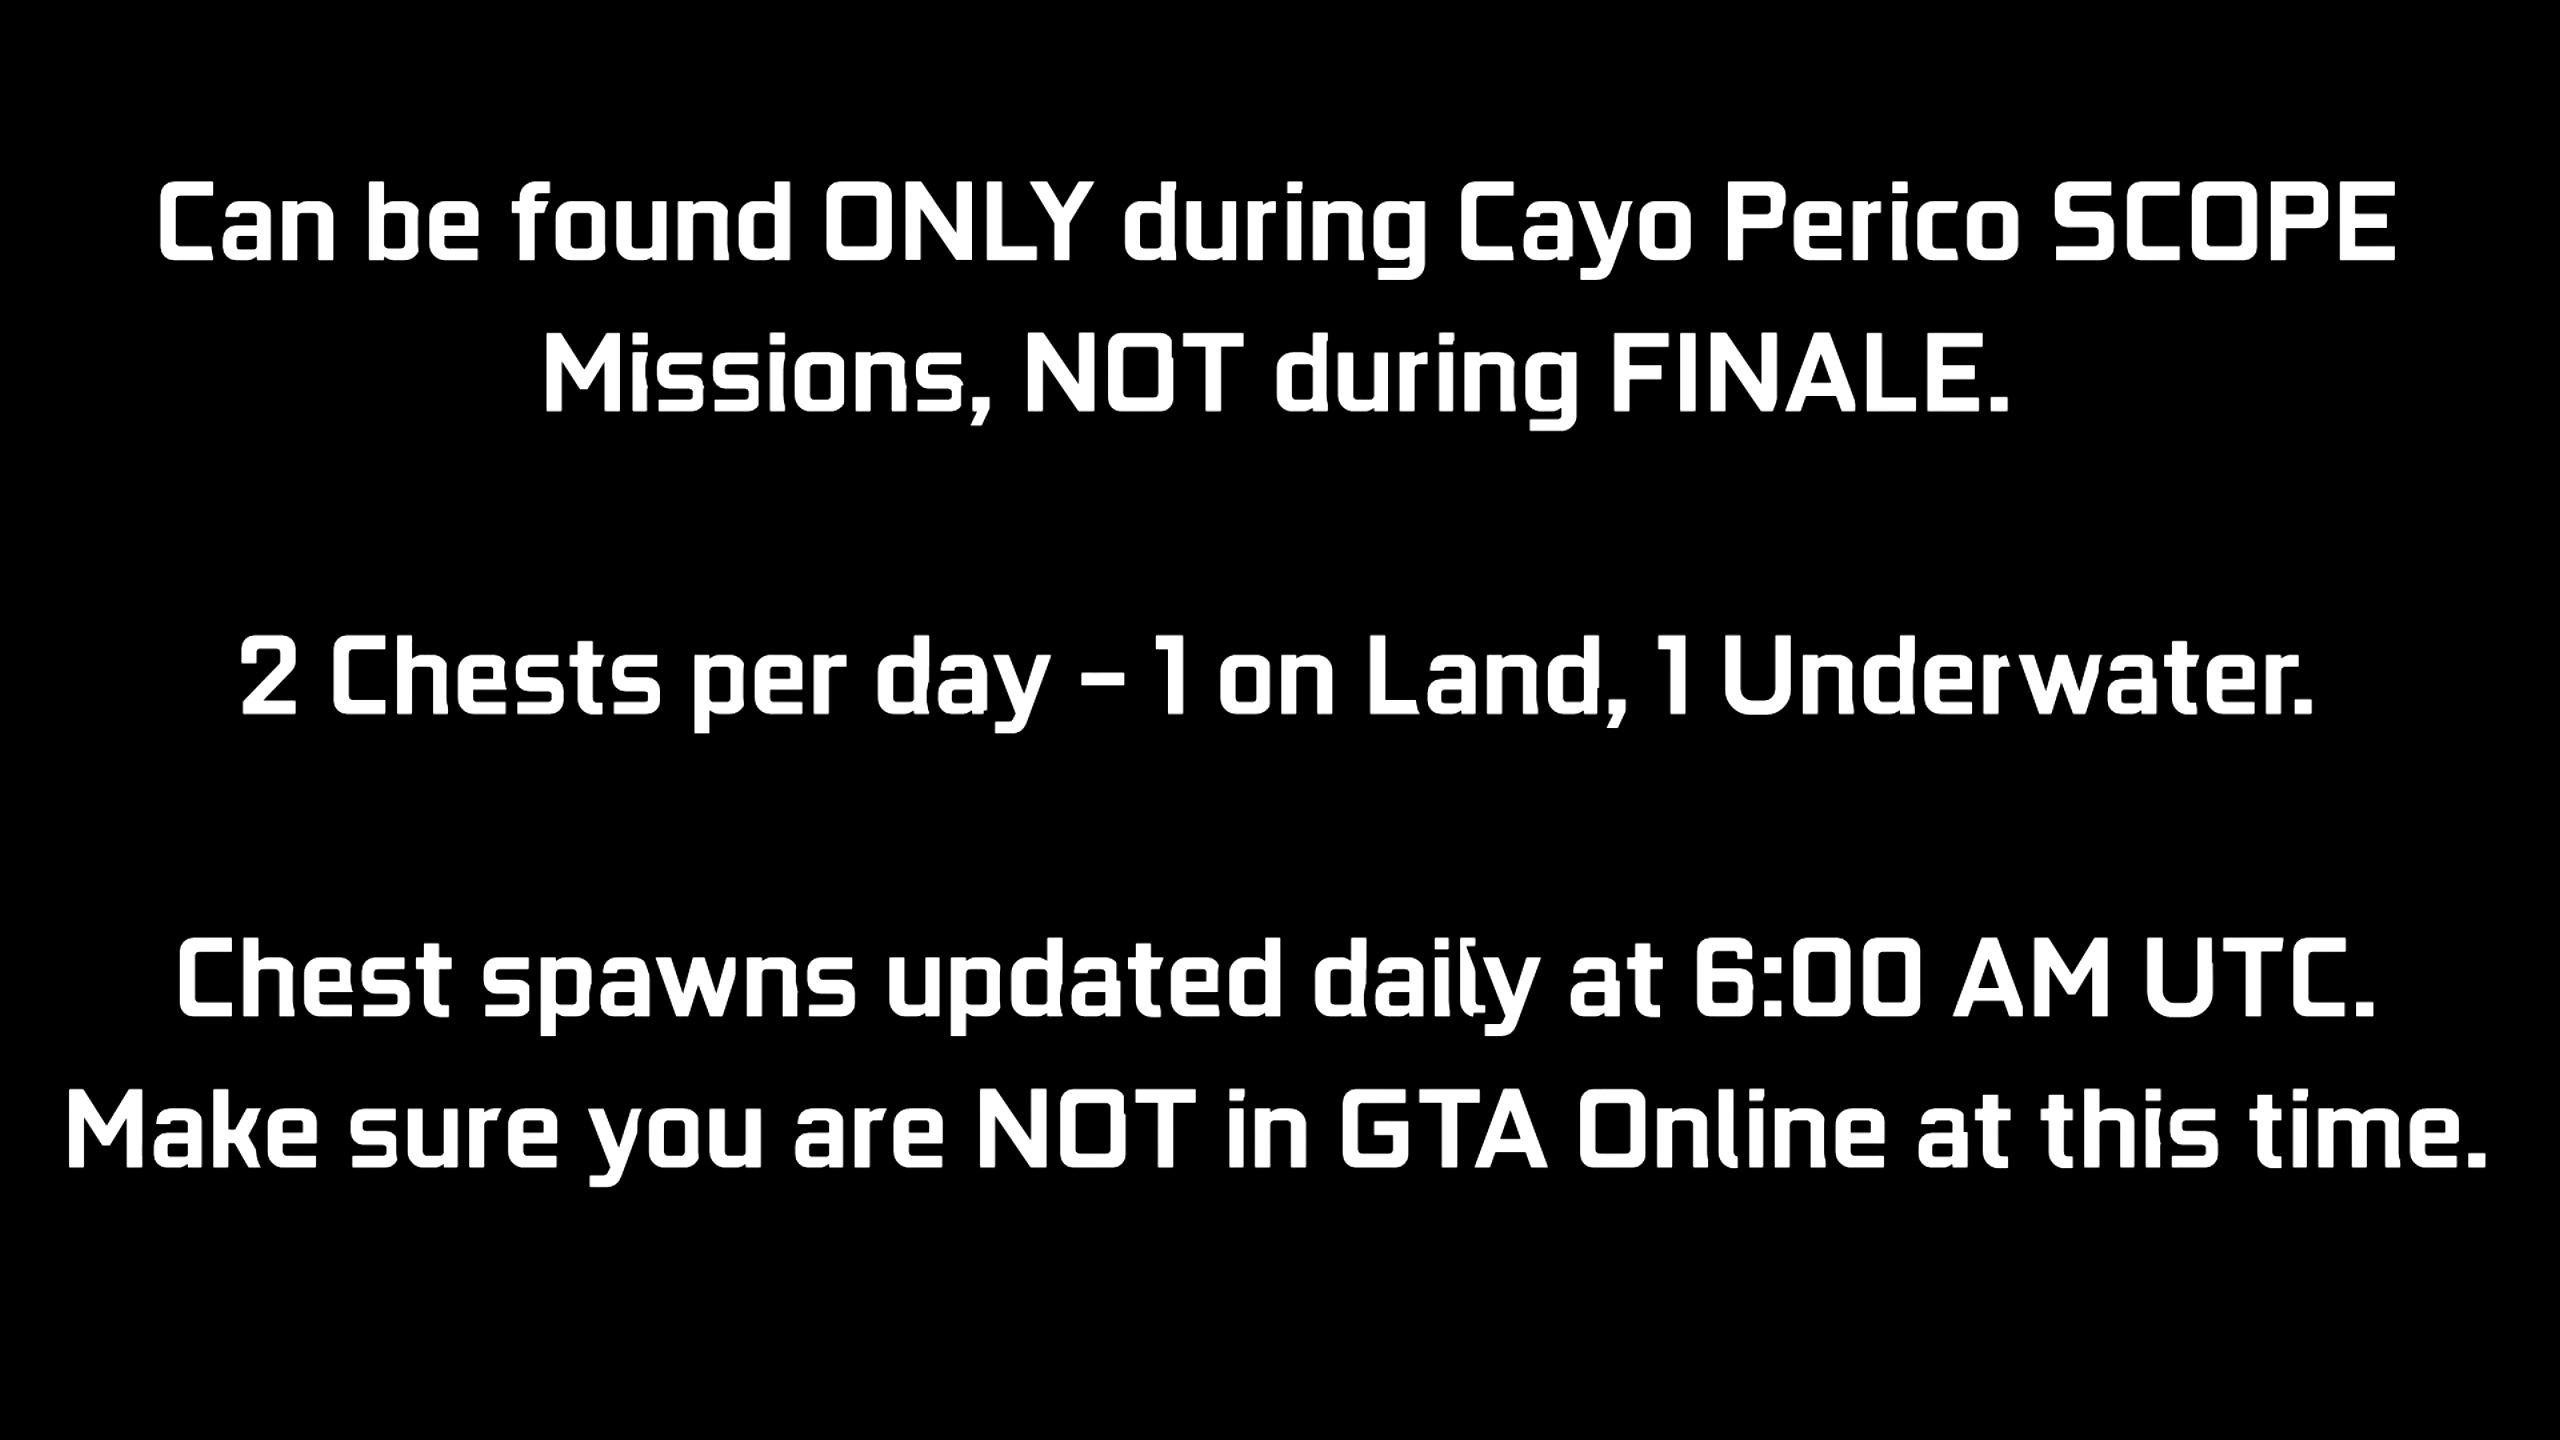 Can be found ONLY during Cayo Perico SCOPE
Missions, NOT during FINALE.
2 Chests per day - 1 on Land, 1 Underwater.
Chest spawns updated daily at 6:00 AM UTC.
Make sure you are NOT in GTA Online at this time.